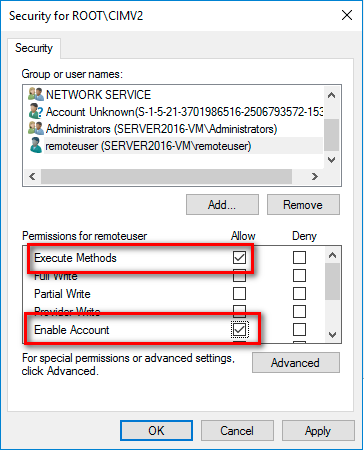 Security for ROOT\CIMV2
Security
Group or user names:
NETWORK SERVICE
Account Unknown(S-1-5-21-3701986516-2506793572-153
Administrators (SERVER2016-VM\Administrators)
remoteuser (SERVER2016-VM\remoteuser)
Add...
Remove
Permissions for remoteuser
Allow
Deny
Execute Methods
Full Write
Partial Write
Provider Write
Enable Account
For special permissions or advanced settings,
click Advanced.
Advanced
OK
Cancel
Apply